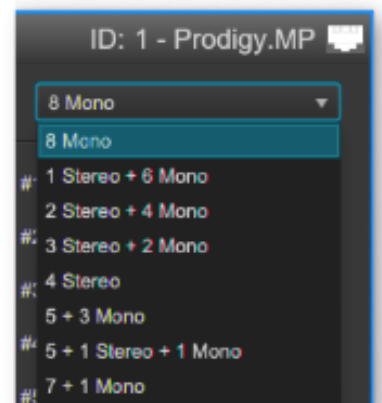 ID: 1 - Prodigy.MP
8 Mono
8 Mono
1 Stereo + 6 Mono
2 Stereo + 4 Mono
3 Stereo + 2 Mono
4 Stereo
5 + 3 Mono
5 + 1 Stereo + 1 Mono
7 + 1 Mono